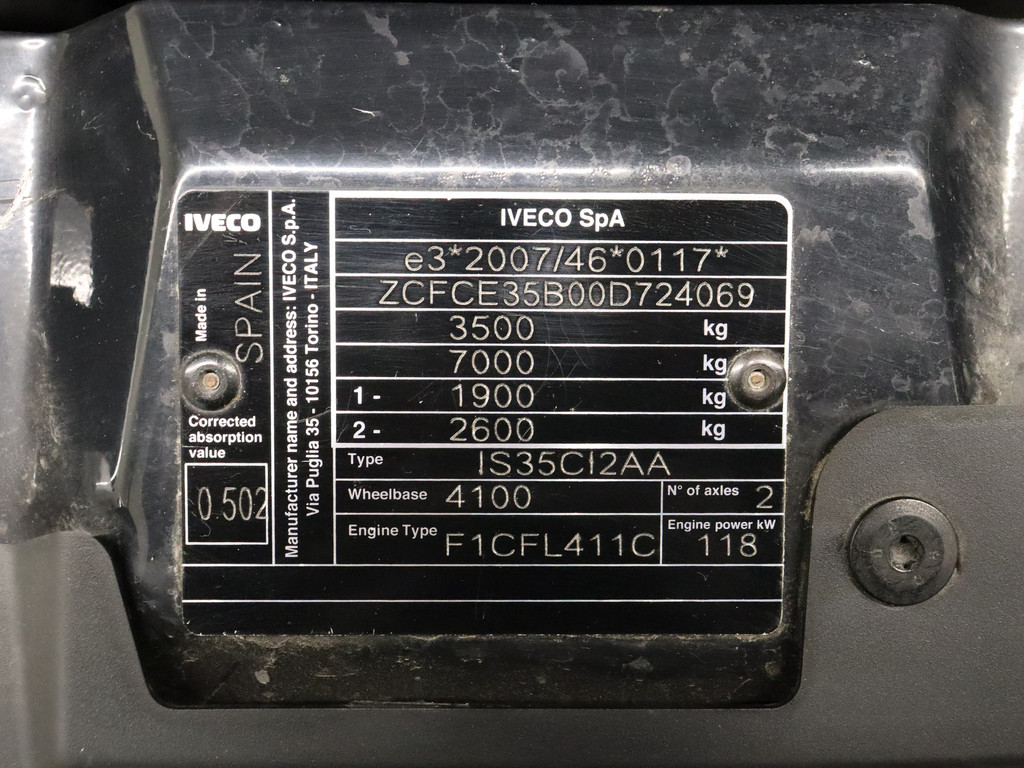 IVECO
Made in
SPAIN
Corrected
absorption
value
0.502
Manufacturer name and address: IVECO S.p.A.
Via Puglia 35 - 10156 Torino - ITALY
IVECO SpA
e3*2007/46*0117*
ZCFCE35B00D724069
3500 kg
7000 kg
1 - 1900 kg
2 - 2600 kg
Type IS35CI2AA
Wheelbase 4100 N° of axles 2
Engine Type F1CFL411C Engine power kW 118